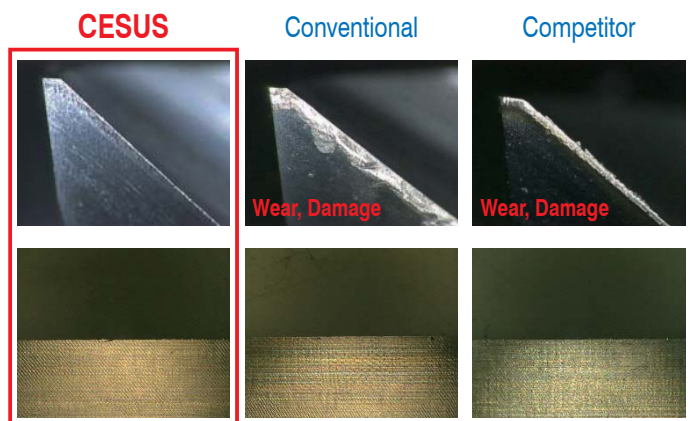 CESUS
Conventional
Competitor
Wear, Damage
Wear, Damage